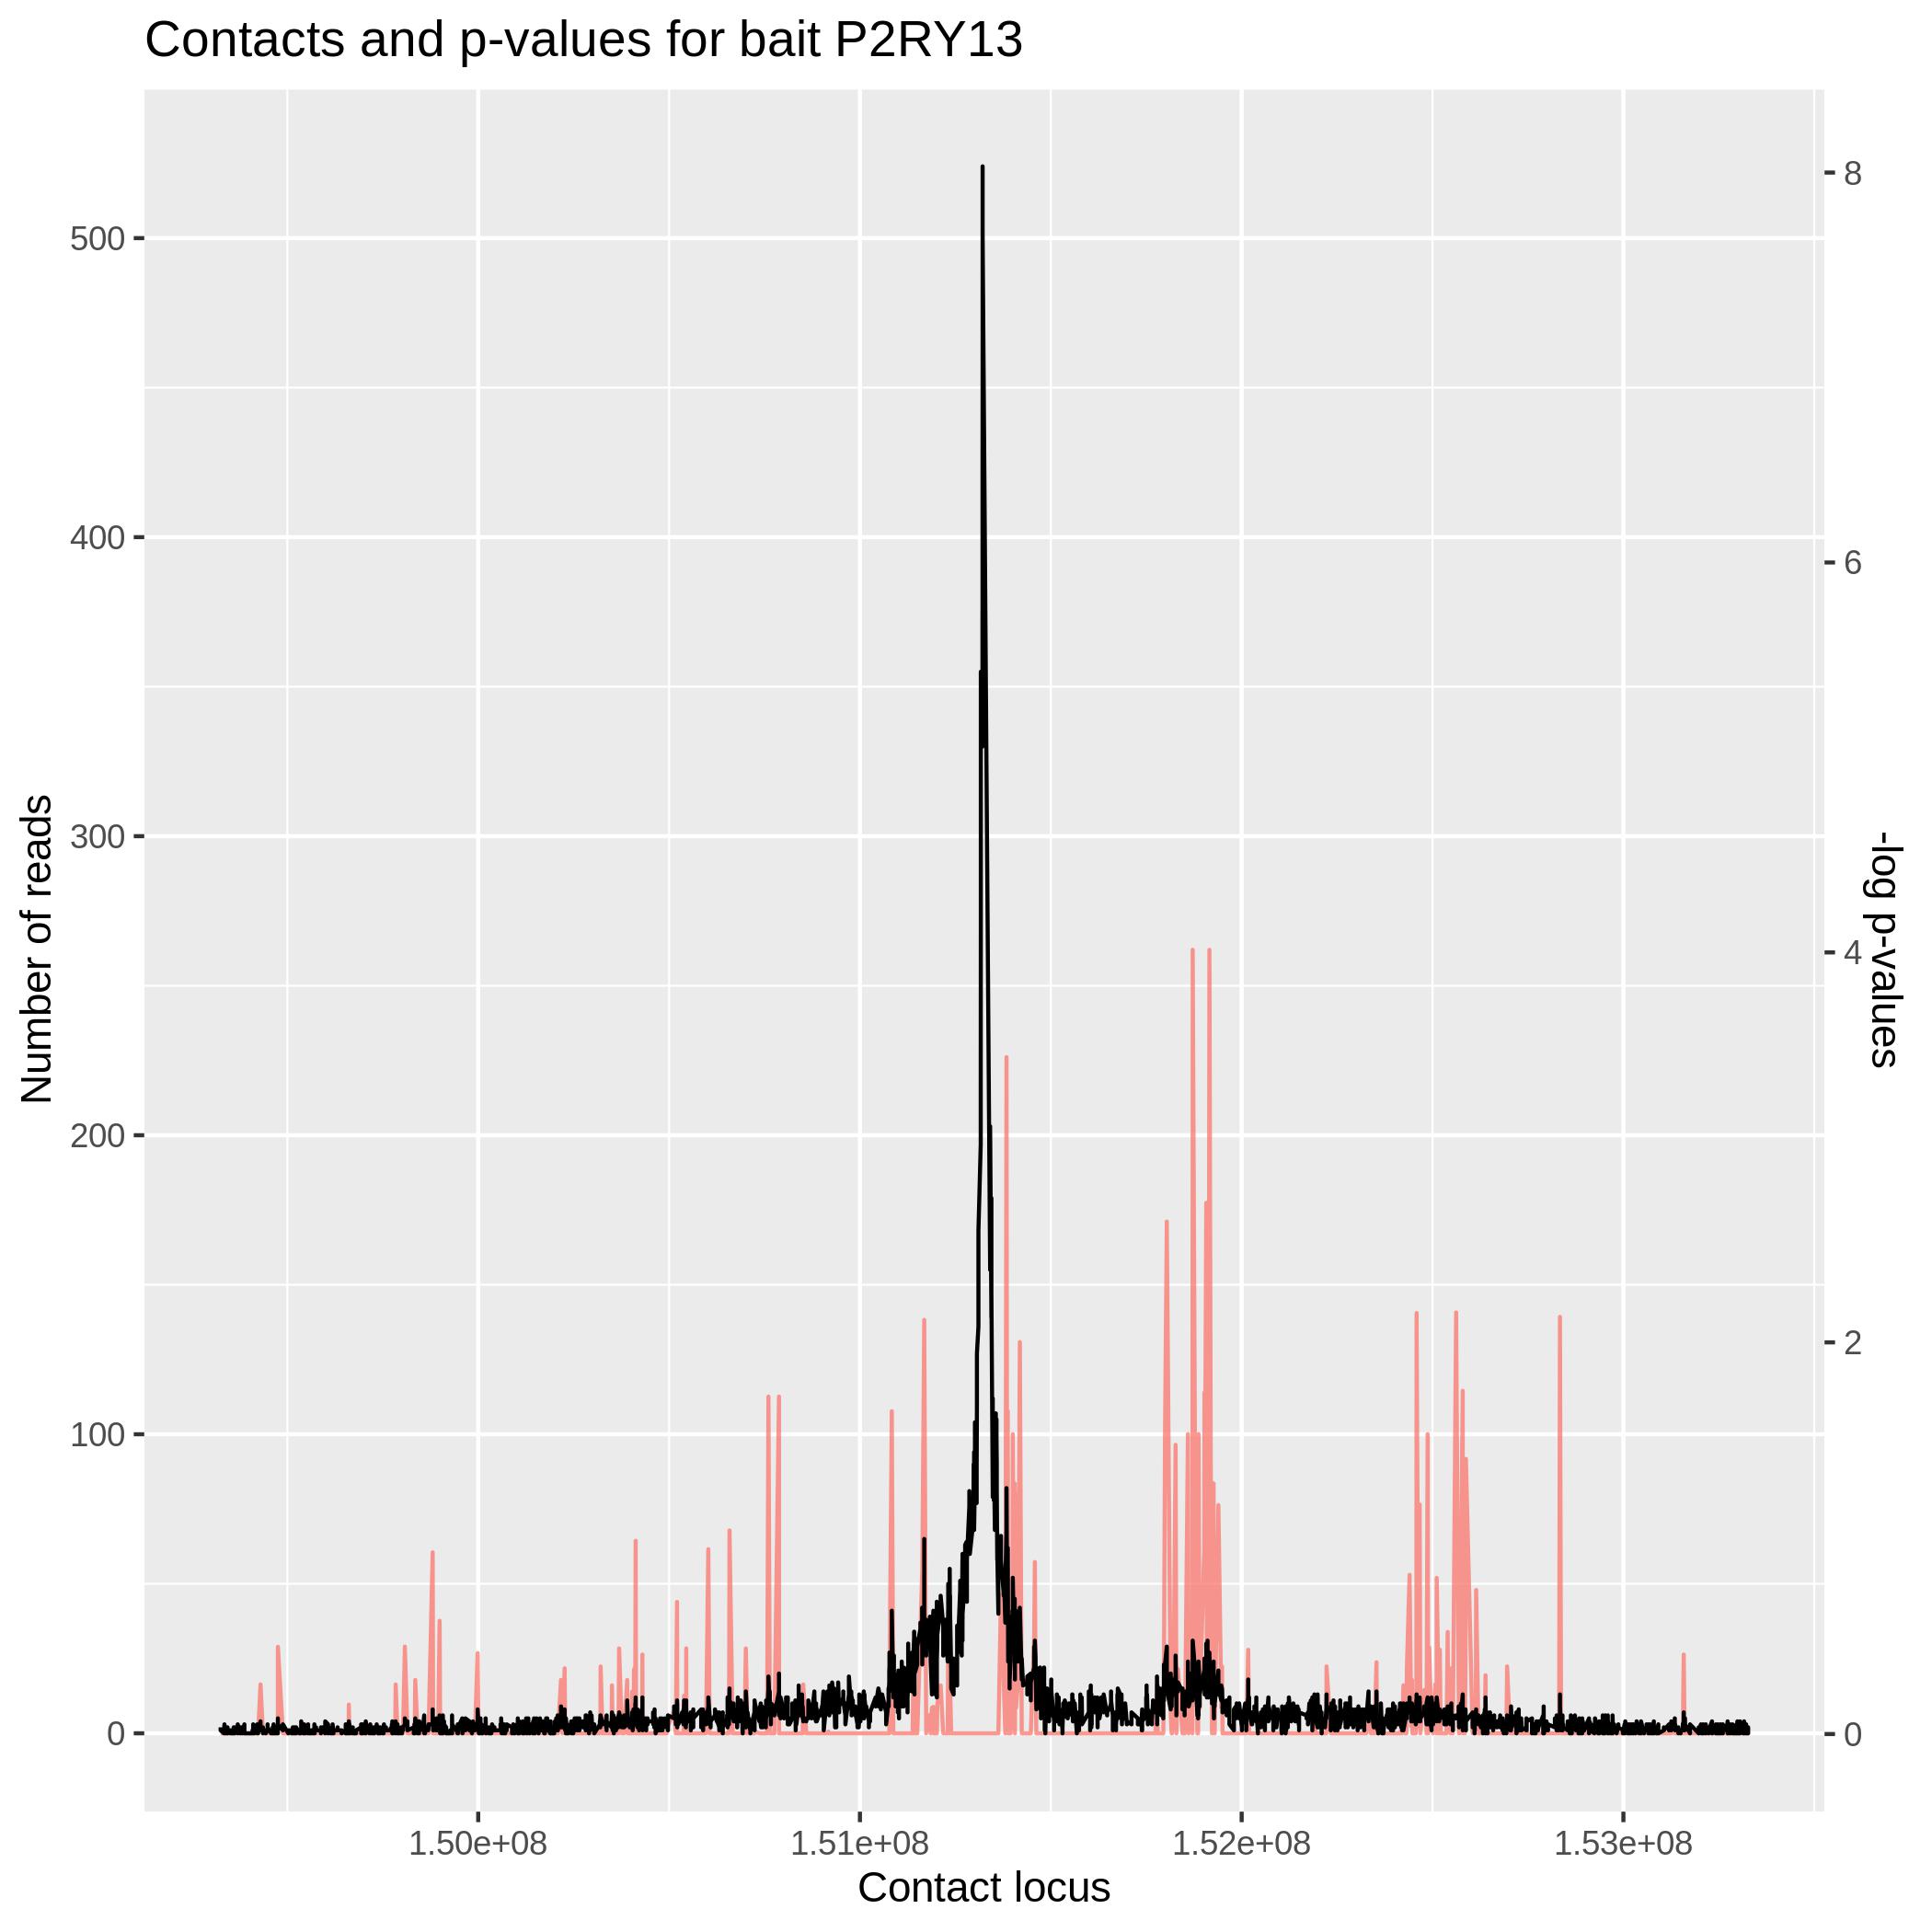 Contacts and p-values for bait P2RY13
Number of reads
500
400
300
200
100
0
8
6
4
2
0
-log p-values
1.50e+08
1.51e+08
1.52e+08
1.53e+08
Contact locus